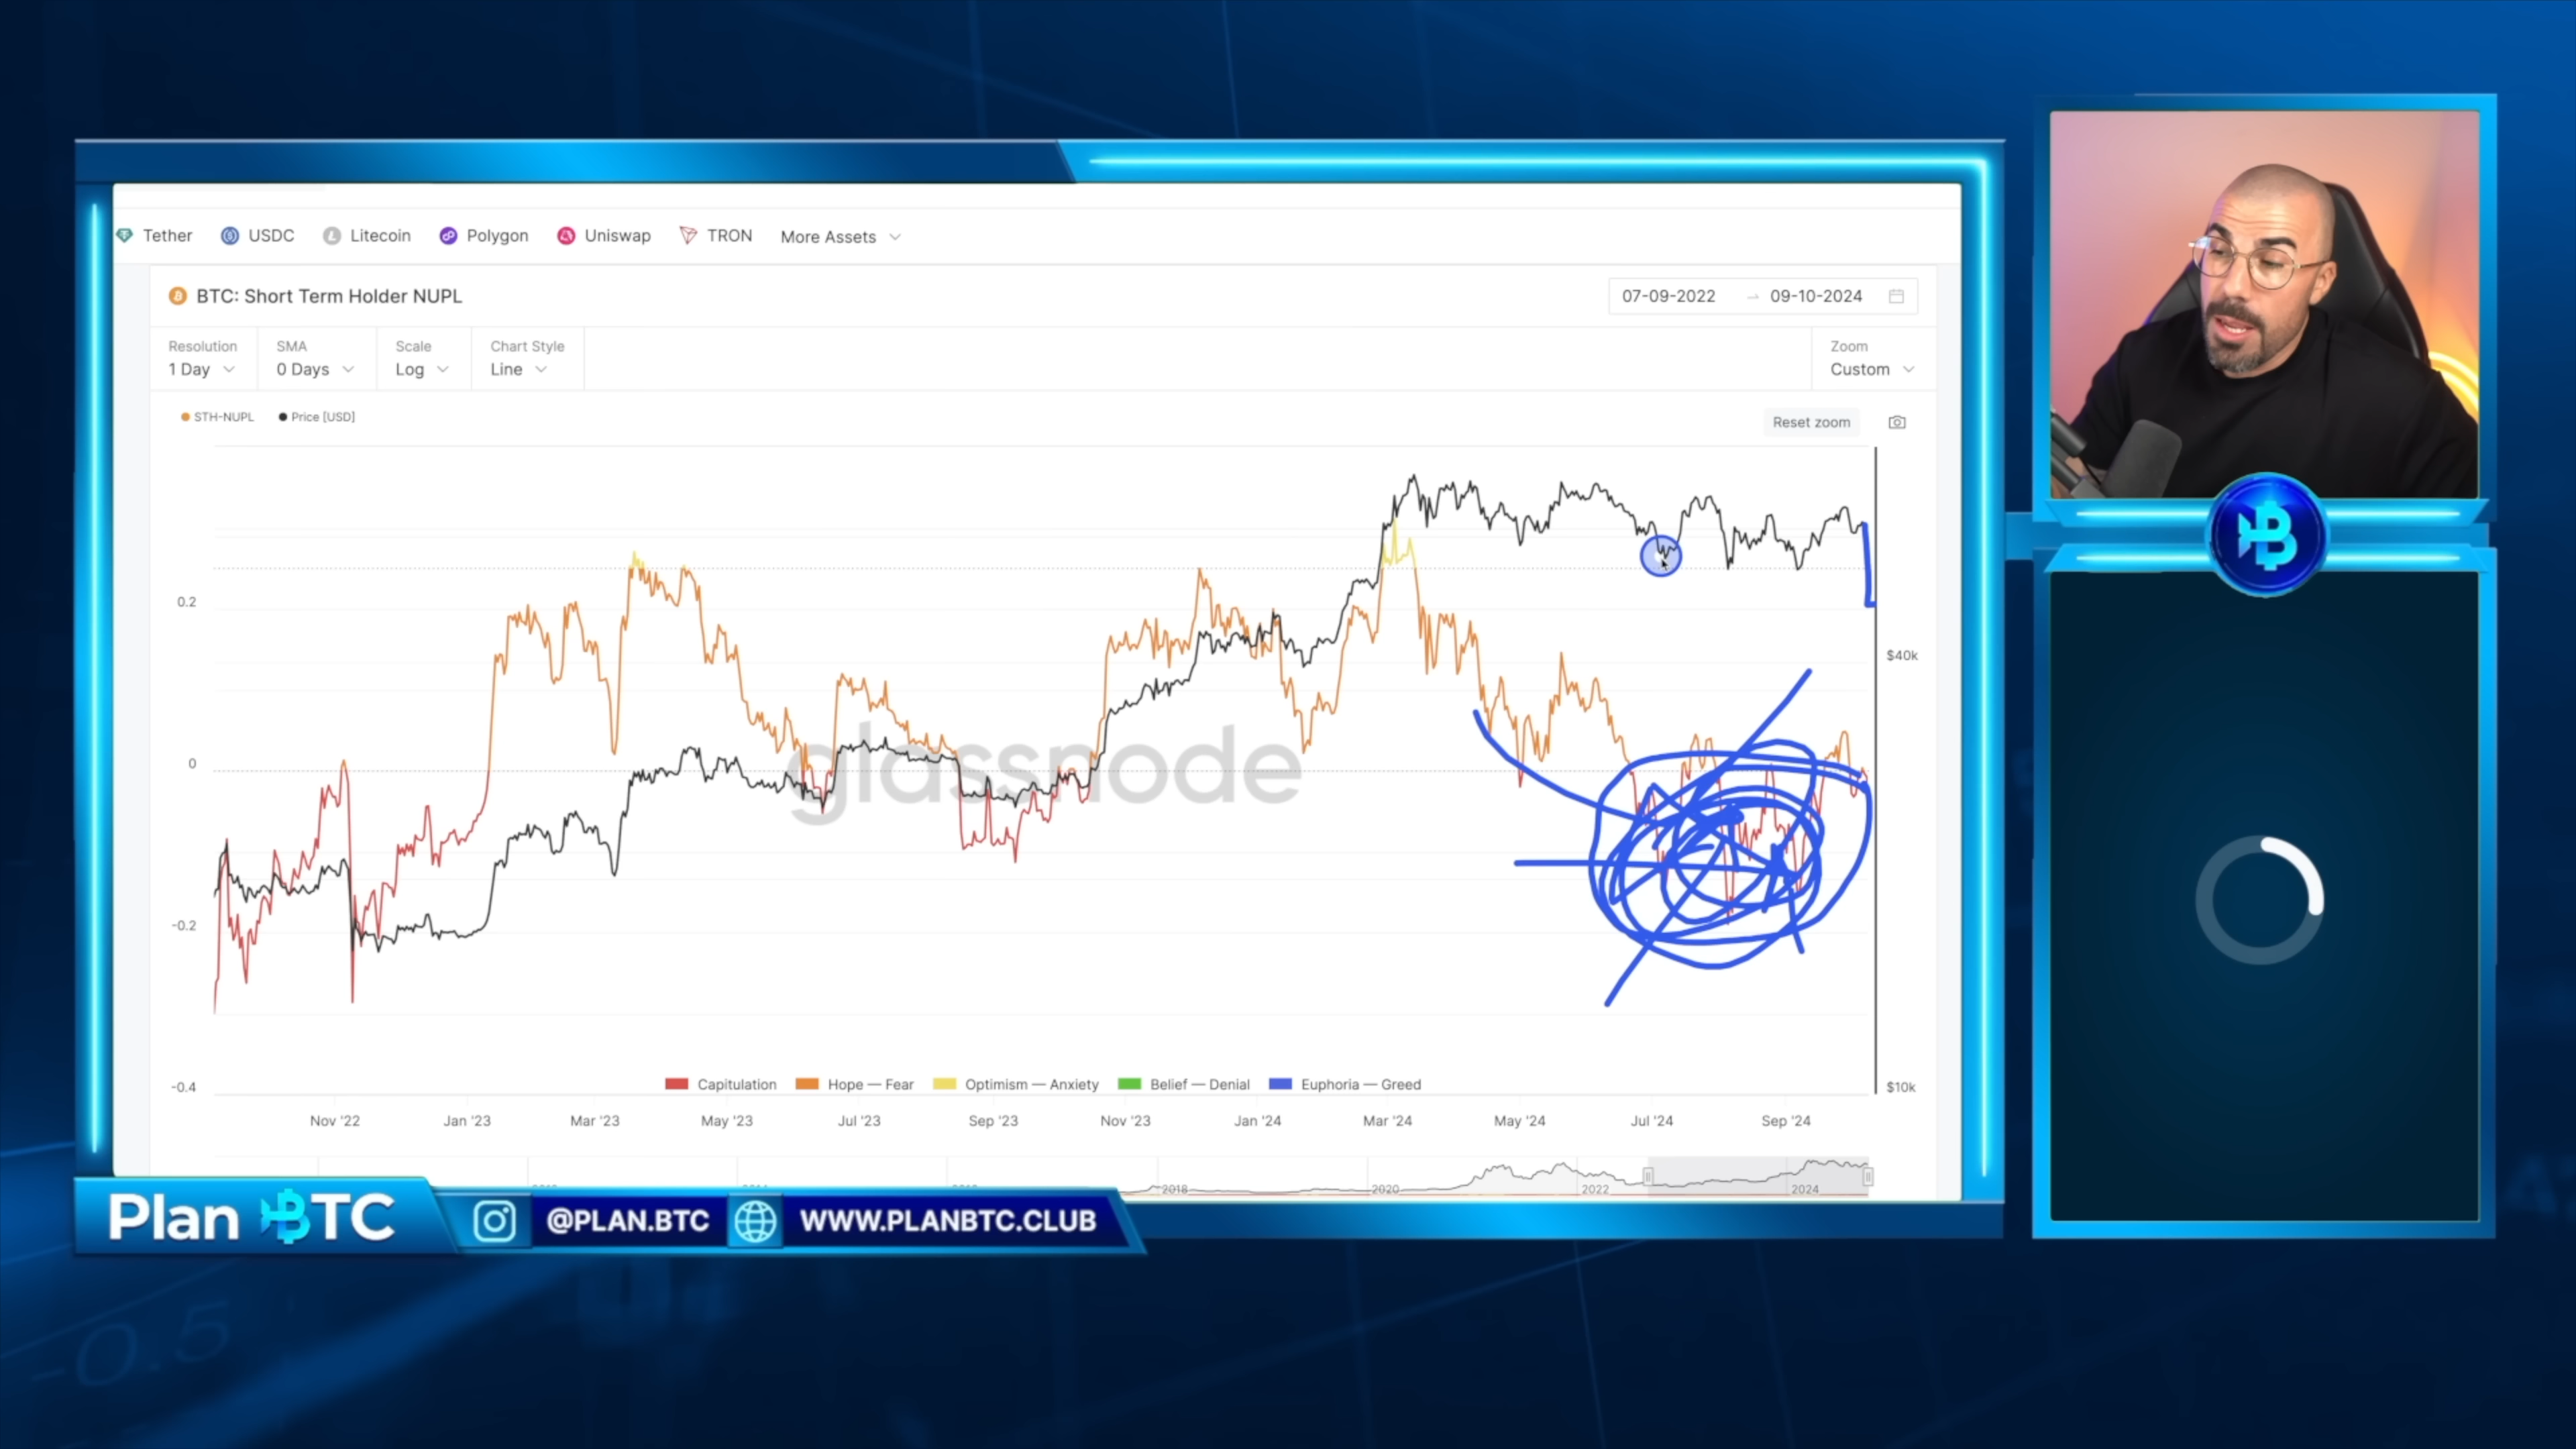 Tether USDC Litecoin Polygon Uniswap TRON More Assets
BTC: Short Term Holder NUPL
07-09-2022 → 09-10-2024
Resolution SMA Scale Chart Style Zoom
1 Day 0 Days Log Line Custom
STH-NUPL Price [USD]
Reset zoom
0.2
$40k
glassnode
0
-0.2
Capitulation Hope — Fear Optimism — Anxiety Belief — Denial Euphoria — Greed
-0.4
$10k
Nov '22 Jan '23 Mar '23 May '23 Jul '23 Sep '23 Nov '23 Jan '24 Mar '24 May '24 Jul '24 Sep '24
2018 2020 2022 2024
Plan BTC @PLAN.BTC WWW.PLANBTC.CLUB
-0.5